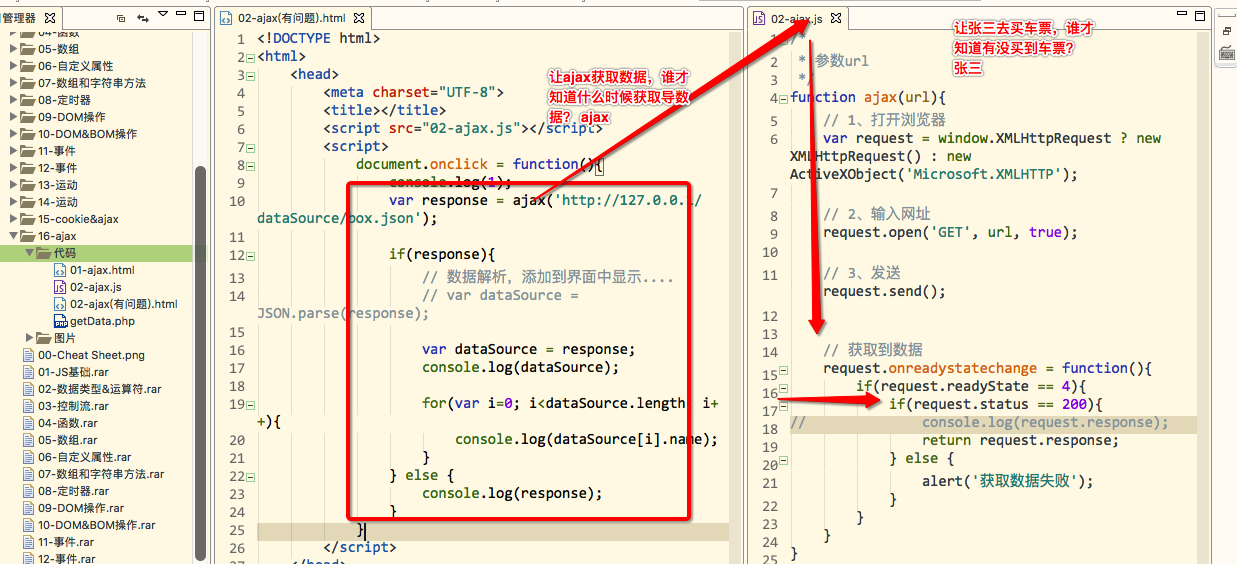 管理器
02-ajax(有问题).html
02-ajax.js
05-数组
06-自定义属性
07-数组和字符串方法
08-定时器
09-DOM操作
10-DOM&BOM操作
11-事件
12-事件
13-运动
14-运动
15-cookie&ajax
16-ajax
代码
01-ajax.html
02-ajax.js
02-ajax(有问题).html
getData.php
图片
00-Cheat Sheet.png
01-JS基础.rar
02-数据类型&运算符.rar
03-控制流.rar
04-函数.rar
05-数组.rar
06-自定义属性.rar
07-数组和字符串方法.rar
08-定时器.rar
09-DOM操作.rar
10-DOM&BOM操作.rar
11-事件.rar
12-事件.rar
1 <!DOCTYPE html>
2 <html>
3 <head>
4 <meta charset="UTF-8">
5 <title></title>
6 <script src="02-ajax.js"></script>
7 <script>
8 document.onclick = function(){
9 console.log(1);
10 var response = ajax('http://127.0.0.1/
dataSource/box.json');
11
12 if(response){
13 // 数据解析，添加到界面中显示....
14 // var dataSource =
JSON.parse(response);
15
16 var dataSource = response;
17 console.log(dataSource);
18
19 for(var i=0; i<dataSource.length; i+
+){
20 console.log(dataSource[i].name);
21 }
22 } else {
23 console.log(response);
24 }
25 }
26 </script>
27
让ajax获取数据，谁才
知道什么时候获取导数
据？ajax
1 /*
2 * 参数url
3 */
4 function ajax(url){
5 // 1、打开浏览器
6 var request = window.XMLHttpRequest ? new
XMLHttpRequest() : new
ActiveXObject('Microsoft.XMLHTTP');
7
8 // 2、输入网址
9 request.open('GET', url, true);
10
11 // 3、发送
request.send();
12
13
14 // 获取到数据
15 request.onreadystatechange = function(){
16 if(request.readyState == 4){
17 if(request.status == 200){
18 // console.log(request.response);
19 return request.response;
20 } else {
21 alert('获取数据失败');
22 }
23 }
24 }
25 }
让张三去买车票，谁才
知道有没买到车票？
张三